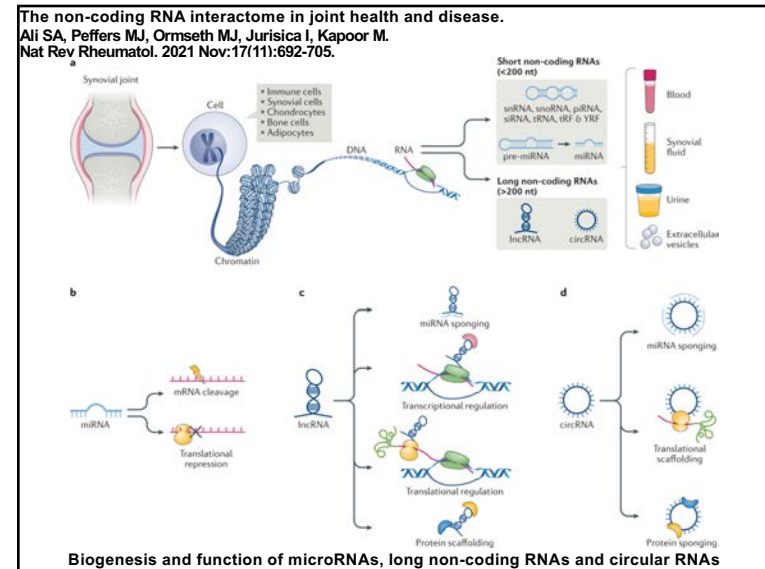 The non-coding RNA interactome in joint health and disease.
Ali SA, Peffers MJ, Ormseth MJ, Jurisica I, Kapoor M.
Nat Rev Rheumatol. 2021 Nov;17(11):692-705.
a
Synovial joint
Cell
• Immune cells
• Synovial cells
• Chondrocytes
• Bone cells
• Adipocytes
Chromatin
DNA
RNA
Short non-coding RNAs
(<200 nt)
snRNA, snoRNA, piRNA,
siRNA, tRNA, tRF & YRF
pre-miRNA
miRNA
Long non-coding RNAs
(>200 nt)
lncRNA
circRNA
Blood
Synovial
fluid
Urine
Extracellular
vesicles
b
miRNA
mRNA cleavage
Translational
repression
c
lncRNA
miRNA sponging
Transcriptional regulation
Translational regulation
Protein scaffolding
d
circRNA
miRNA sponging
Translational
scaffolding
Protein sponging
Biogenesis and function of microRNAs, long non-coding RNAs and circular RNAs